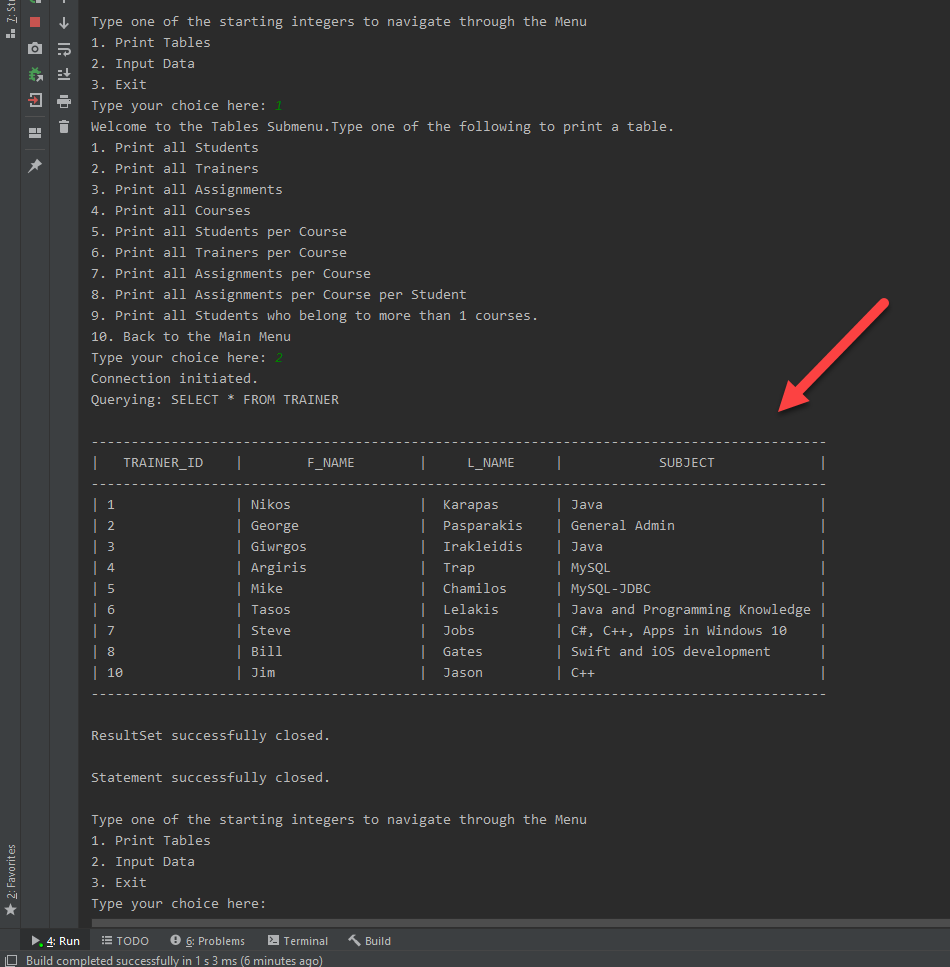 Type one of the starting integers to navigate through the Menu
1. Print Tables
2. Input Data
3. Exit
Type your choice here: 1
Welcome to the Tables Submenu.Type one of the following to print a table.
1. Print all Students
2. Print all Trainers
3. Print all Assignments
4. Print all Courses
5. Print all Students per Course
6. Print all Trainers per Course
7. Print all Assignments per Course
8. Print all Assignments per Course per Student
9. Print all Students who belong to more than 1 courses.
10. Back to the Main Menu
Type your choice here: 2
Connection initiated.
Querying: SELECT * FROM TRAINER
--------------------------------------------------------------------------------------------
| TRAINER_ID | F_NAME | L_NAME | SUBJECT |
--------------------------------------------------------------------------------------------
| 1 | Nikos | Karapas | Java |
| 2 | George | Pasparakis | General Admin |
| 3 | Giwrgos | Irakleidis | Java |
| 4 | Argiris | Trap | MySQL |
| 5 | Mike | Chamilos | MySQL-JDBC |
| 6 | Tasos | Lelakis | Java and Programming Knowledge |
| 7 | Steve | Jobs | C#, C++, Apps in Windows 10 |
| 8 | Bill | Gates | Swift and iOS development |
| 10 | Jim | Jason | C++ |
--------------------------------------------------------------------------------------------
ResultSet successfully closed.
Statement successfully closed.
Type one of the starting integers to navigate through the Menu
1. Print Tables
2. Input Data
3. Exit
Type your choice here:
2: Favorites
4: Run TODO 6: Problems Terminal Build
Build completed successfully in 1 s 3 ms (6 minutes ago)